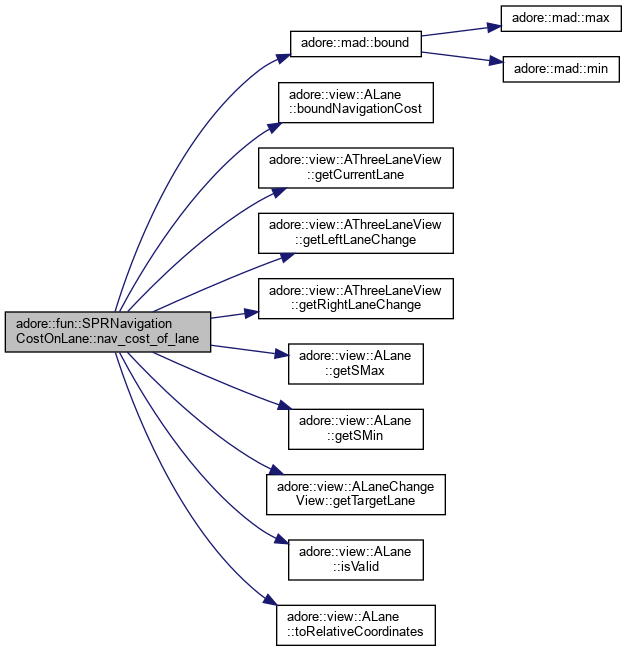 adore::fun::SPRNavigation
CostOnLane::nav_cost_of_lane
adore::mad::bound
adore::mad::max
adore::mad::min
adore::view::ALane
::boundNavigationCost
adore::view::AThreeLaneView
::getCurrentLane
adore::view::AThreeLaneView
::getLeftLaneChange
adore::view::AThreeLaneView
::getRightLaneChange
adore::view::ALane
::getSMax
adore::view::ALane
::getSMin
adore::view::ALaneChange
View::getTargetLane
adore::view::ALane
::isValid
adore::view::ALane
::toRelativeCoordinates